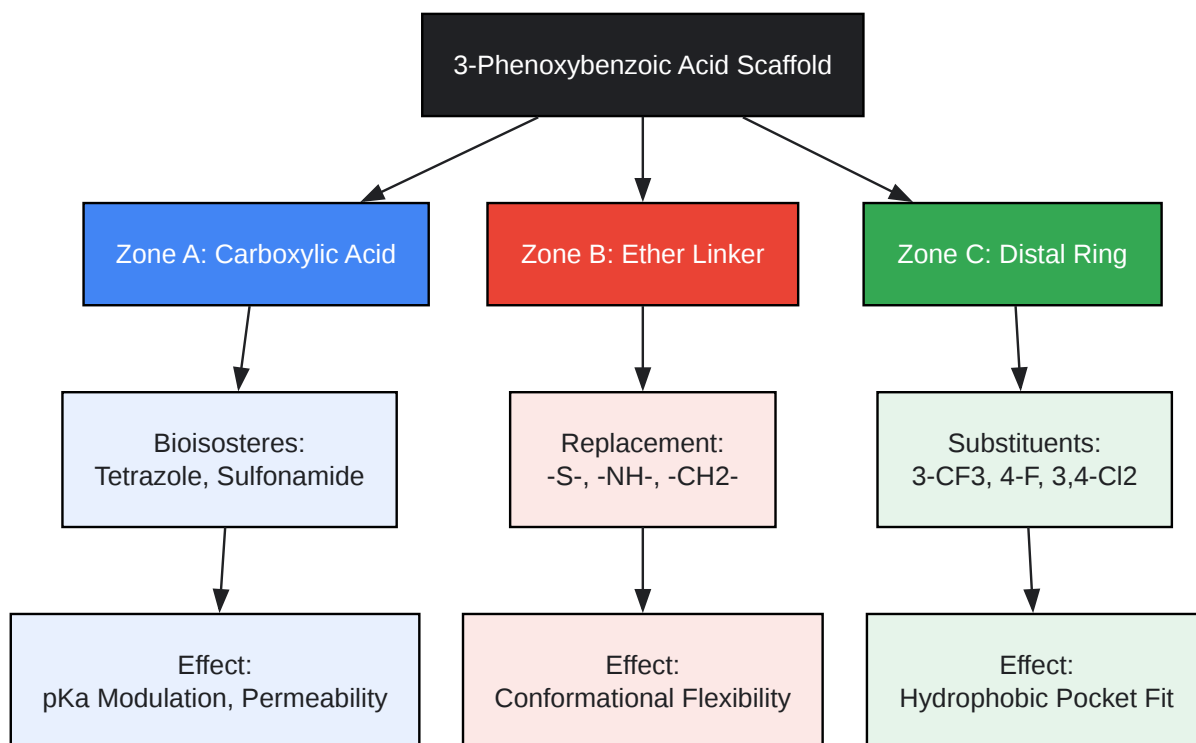 3-Phenoxybenzoic Acid Scaffold
Zone A: Carboxylic Acid
Zone B: Ether Linker
Zone C: Distal Ring
Bioisosteres:
Tetrazole, Sulfonamide
Replacement:
-S-, -NH-, -CH2-
Substituents:
3-CF3, 4-F, 3,4-Cl2
Effect:
pKa Modulation, Permeability
Effect:
Conformational Flexibility
Effect:
Hydrophobic Pocket Fit